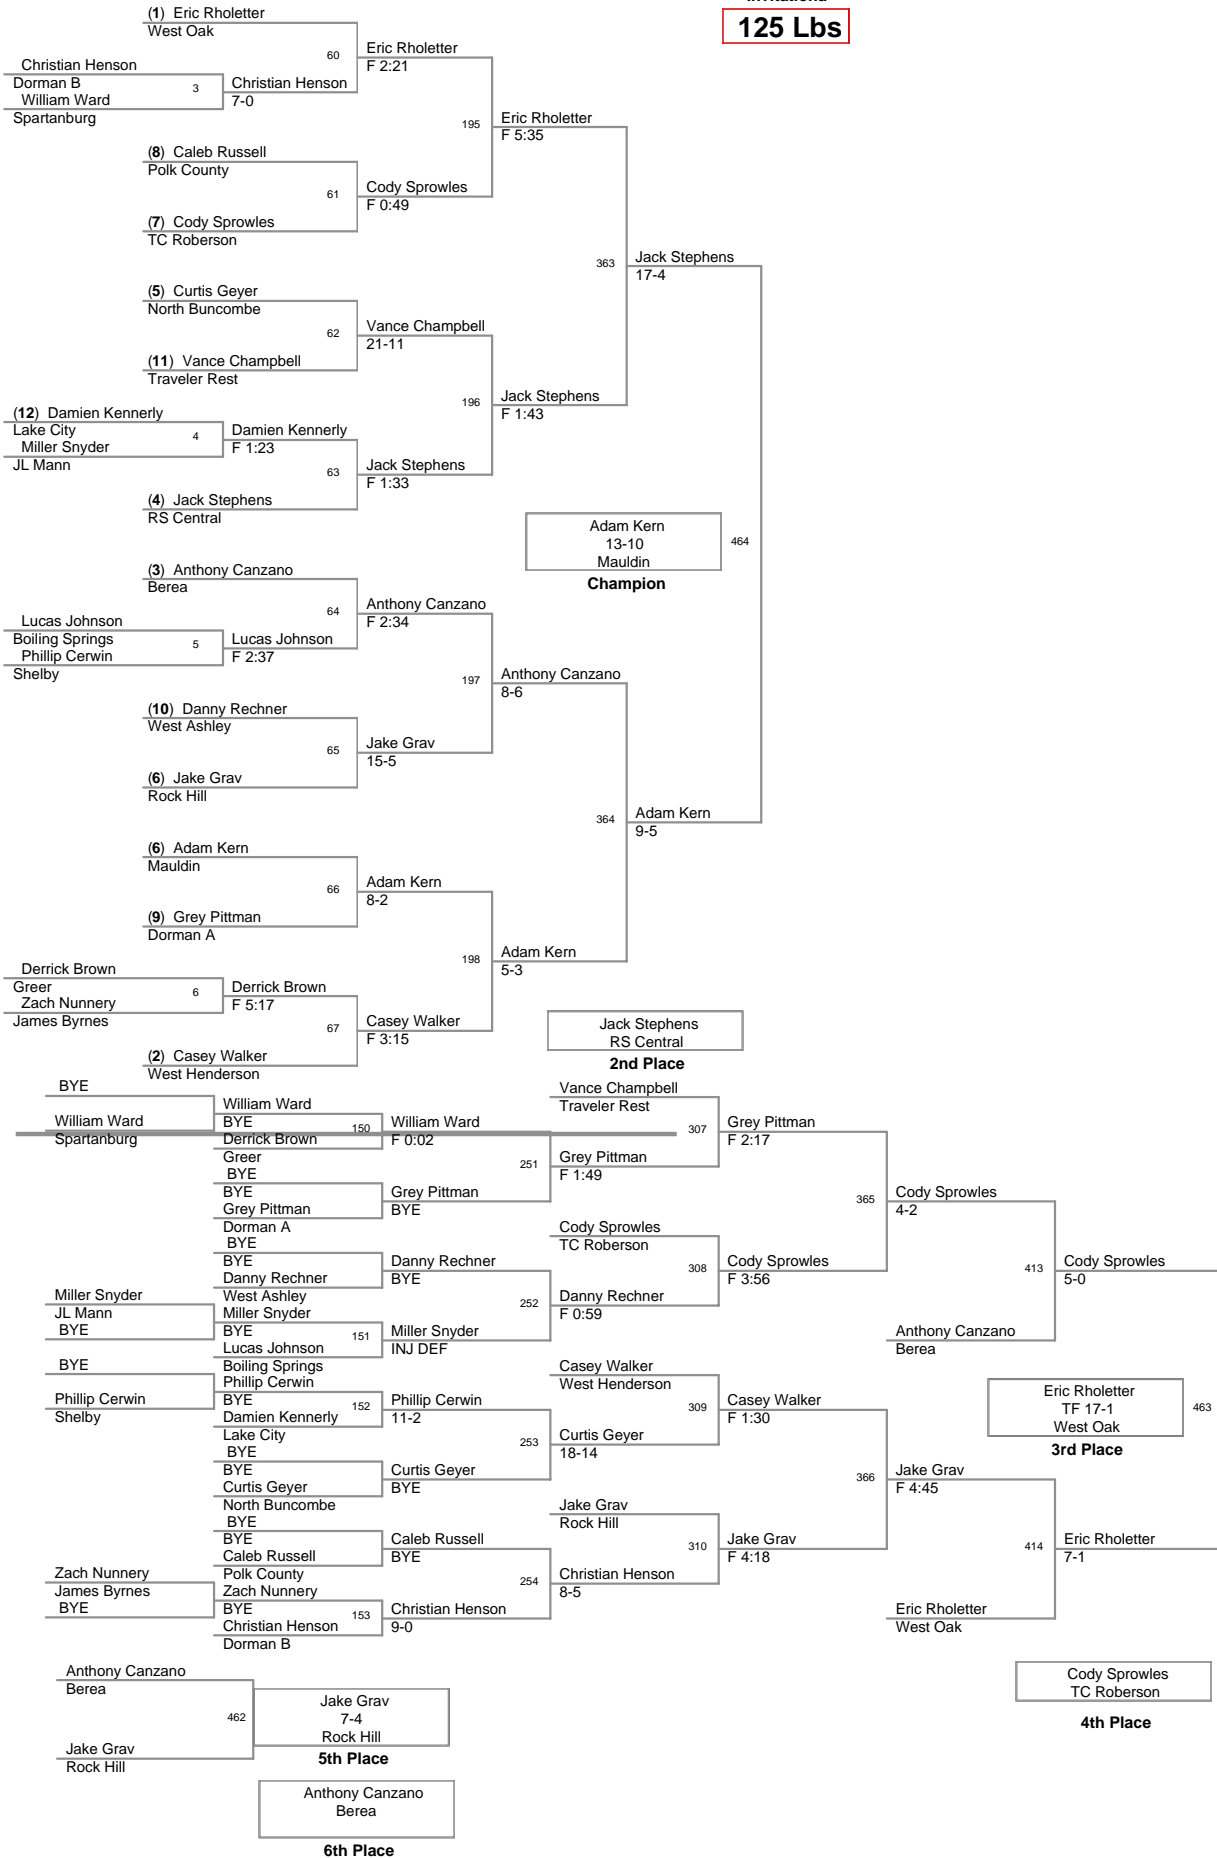 125 Lbs
(1) Eric Rholetter
West Oak
60
Eric Rholetter
F 2:21
Christian Henson
Dorman B
3
William Ward
Spartanburg
Christian Henson
7-0
195
Eric Rholetter
F 5:35
(8) Caleb Russell
Polk County
61
Cody Sprowles
F 0:49
(7) Cody Sprowles
TC Roberson
363
Jack Stephens
17-4
(5) Curtis Geyer
North Buncombe
62
Vance Champbell
21-11
(11) Vance Champbell
Traveler Rest
196
Jack Stephens
F 1:43
(12) Damien Kennerly
Lake City
4
Miller Snyder
JL Mann
Damien Kennerly
F 1:23
63
Jack Stephens
F 1:33
(4) Jack Stephens
RS Central
Adam Kern
13-10
Mauldin
464
Champion
(3) Anthony Canzano
Berea
64
Anthony Canzano
F 2:34
Lucas Johnson
Boiling Springs
5
Phillip Cerwin
Shelby
Lucas Johnson
F 2:37
197
Anthony Canzano
8-6
(10) Danny Rechner
West Ashley
65
Jake Grav
15-5
(6) Jake Grav
Rock Hill
364
Adam Kern
9-5
(6) Adam Kern
Mauldin
66
Adam Kern
8-2
(9) Grey Pittman
Dorman A
198
Adam Kern
5-3
Derrick Brown
Greer
6
Zach Nunnery
James Byrnes
Derrick Brown
F 5:17
67
Casey Walker
F 3:15
(2) Casey Walker
West Henderson
Jack Stephens
RS Central
2nd Place
BYE
William Ward
Spartanburg
William Ward
BYE
150
Derrick Brown
Greer
William Ward
F 0:02
BYE
BYE
Grey Pittman
Dorman A
Grey Pittman
BYE
251
Grey Pittman
F 1:49
Vance Champbell
Traveler Rest
307
Grey Pittman
F 2:17
BYE
BYE
Danny Rechner
West Ashley
Danny Rechner
BYE
Miller Snyder
JL Mann
BYE
Miller Snyder
BYE
151
Lucas Johnson
Boiling Springs
Miller Snyder
INJ DEF
252
Danny Rechner
F 0:59
Cody Sprowles
TC Roberson
308
Cody Sprowles
F 3:56
365
Cody Sprowles
4-2
413
Cody Sprowles
5-0
Anthony Canzano
Berea
BYE
Phillip Cerwin
Shelby
Phillip Cerwin
BYE
152
Damien Kennerly
Lake City
Phillip Cerwin
11-2
BYE
BYE
Curtis Geyer
North Buncombe
Curtis Geyer
BYE
253
Curtis Geyer
18-14
Casey Walker
West Henderson
309
Casey Walker
F 1:30
Eric Rholetter
TF 17-1
West Oak
463
3rd Place
BYE
BYE
Caleb Russell
Polk County
Caleb Russell
BYE
Zach Nunnery
James Byrnes
BYE
Zach Nunnery
BYE
153
Christian Henson
Dorman B
Christian Henson
9-0
254
Christian Henson
8-5
Jake Grav
Rock Hill
310
Jake Grav
F 4:18
366
Jake Grav
F 4:45
414
Eric Rholetter
7-1
Eric Rholetter
West Oak
Anthony Canzano
Berea
462
Jake Grav
Rock Hill
Jake Grav
7-4
Rock Hill
5th Place
Cody Sprowles
TC Roberson
4th Place
Anthony Canzano
Berea
6th Place